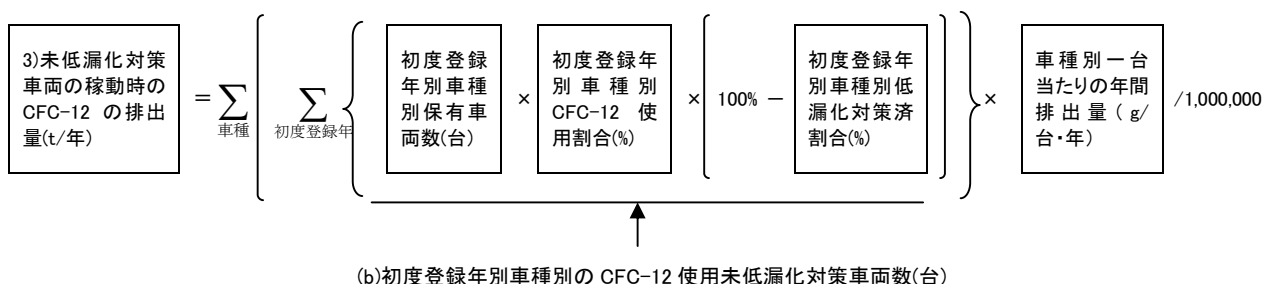 3)未低漏化対策
車両の稼動時の
CFC-12 の排出
量(t/年)
=
∑
車種
∑
初度登録年
初度登録
年別車種
別保有車
両数(台)
×
初度登録年
別車種別
CFC-12 使
用割合(%)
×
100% －
初度登録年
別車種別低
漏化対策済
割合(%)
×
車種別一台
当たりの年間
排出量（g/
台・年）
/1,000,000
(b)初度登録年別車種別の CFC-12 使用未低漏化対策車両数(台)